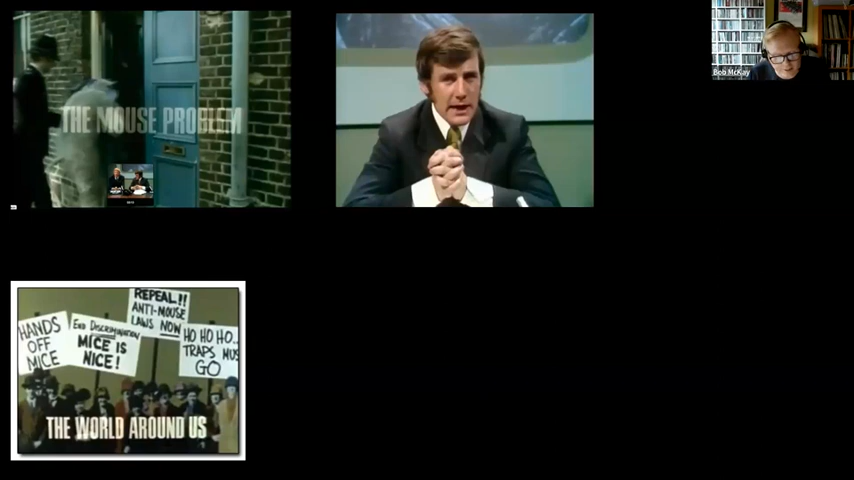 THE MOUSE PROBLEM
Bob McKay
HANDS
OFF
MICE
END DISCRIMINATION
MICE IS
NICE!
REPEAL!!
ANTI-MOUSE
LAWS NOW
HO HO HO..
TRAPS MUS
GO
THE WORLD AROUND US